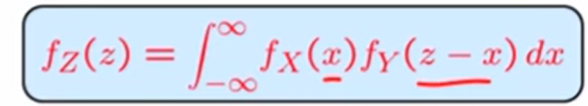 f_Z(z) = ∫_{-∞}^{∞} f_X(x) f_Y(z − x) dx